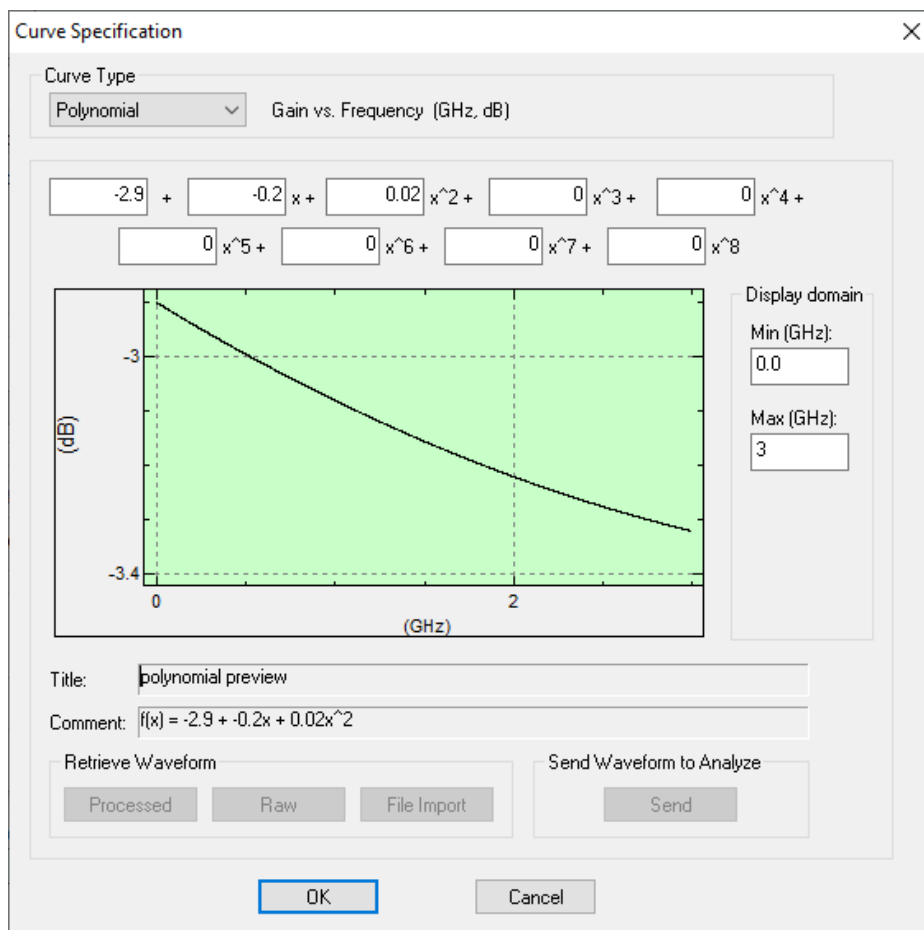 Curve Specification
Curve Type
Polynomial
Gain vs. Frequency (GHz, dB)
-2.9 + -0.2 x + 0.02 x^2 + 0 x^3 + 0 x^4 +
0 x^5 + 0 x^6 + 0 x^7 + 0 x^8
Display domain
Min (GHz):
0.0
Max (GHz):
3
-3
(dB)
-3.4
0 2
(GHz)
Title: polynomial preview
Comment: f(x) = -2.9 + -0.2x + 0.02x^2
Retrieve Waveform
Processed Raw File Import
Send Waveform to Analyze
Send
OK Cancel